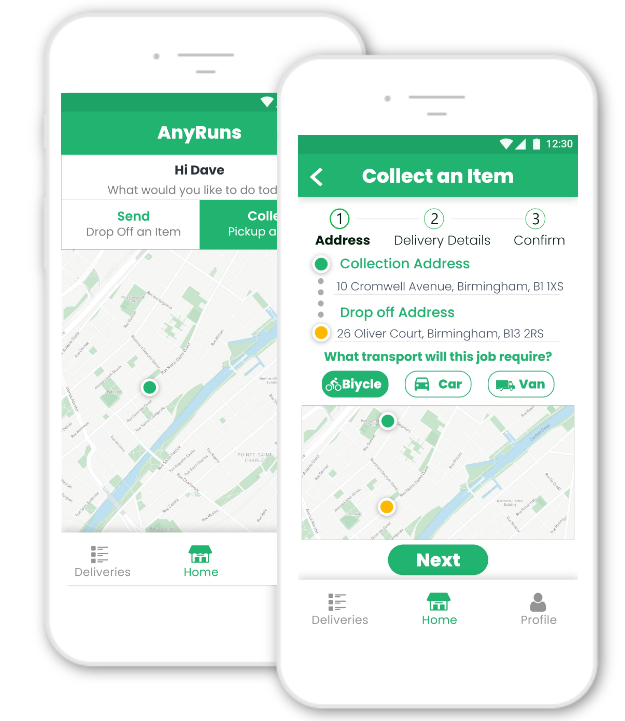 AnyRuns
Hi Dave
What would you like to do tod
Send
Drop Off an Item
Colle
Pickup a
Deliveries
Home
12:30
Collect an Item
1 2 3
Address Delivery Details Confirm
Collection Address
10 Cromwell Avenue, Birmingham, B1 1XS
Drop off Address
26 Oliver Court, Birmingham, B13 2RS
What transport will this job require?
Biycle Car Van
Next
Deliveries Home Profile